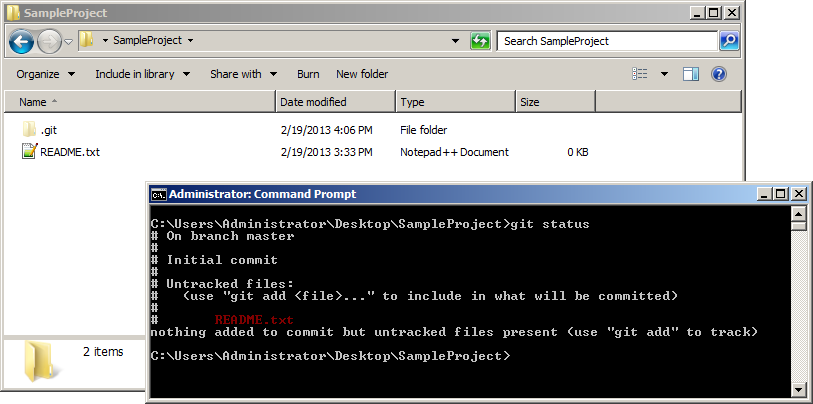 SampleProject
SampleProject
Search SampleProject
Organize Include in library Share with Burn New folder
Name Date modified Type Size
.git 2/19/2013 4:06 PM File folder
README.txt 2/19/2013 3:33 PM Notepad++ Document 0 KB
2 items
Administrator: Command Prompt
C:\Users\Administrator\Desktop\SampleProject>git status
# On branch master
#
# Initial commit
#
# Untracked files:
#   (use "git add <file>..." to include in what will be committed)
#
#       README.txt
nothing added to commit but untracked files present (use "git add" to track)
C:\Users\Administrator\Desktop\SampleProject>